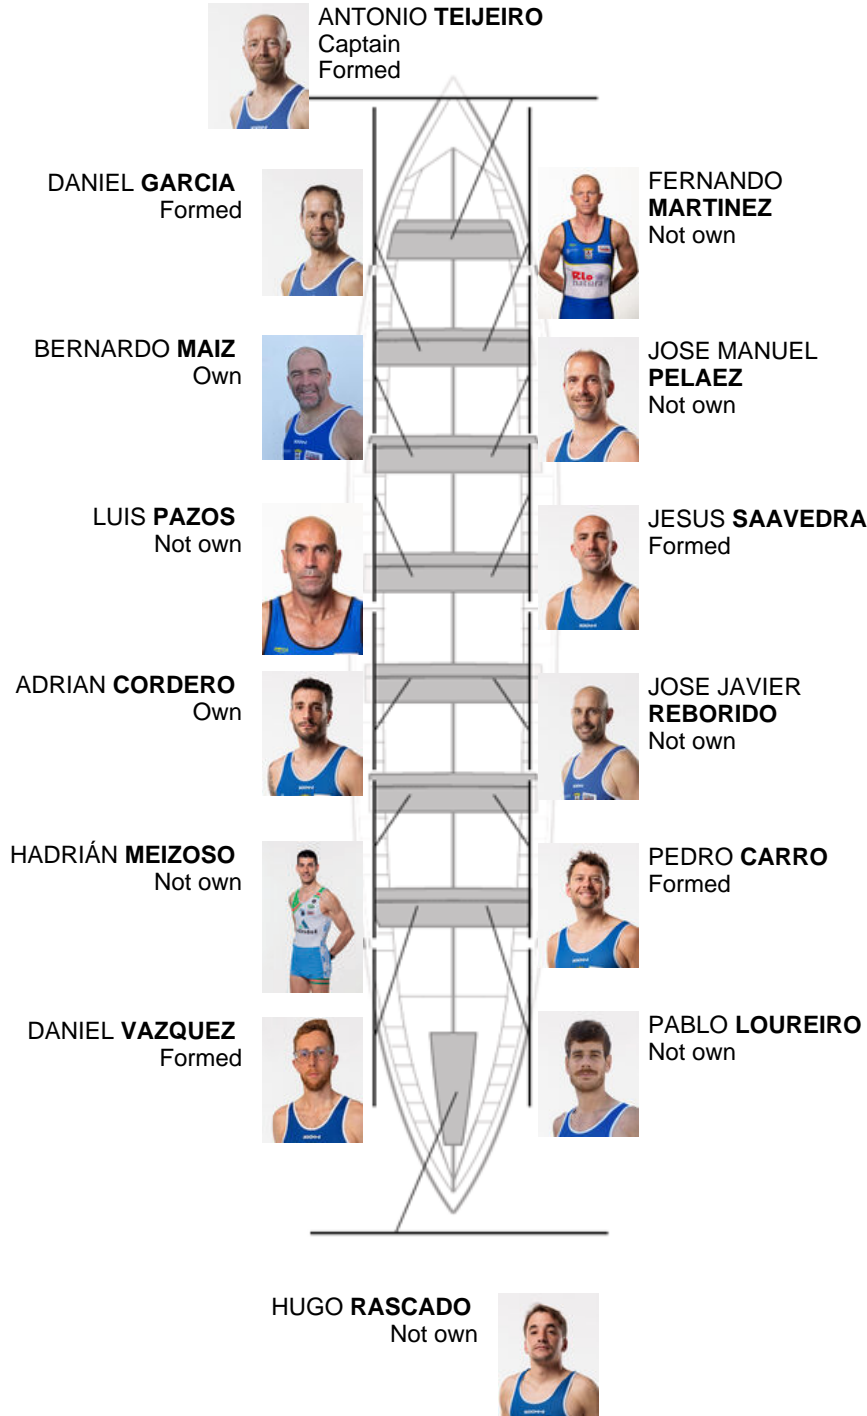 ANTONIO TEIJEIRO
Captain
Formed
DANIEL GARCIA
Formed
FERNANDO
MARTINEZ
Not own
BERNARDO MAIZ
Own
JOSE MANUEL
PELAEZ
Not own
LUIS PAZOS
Not own
JESUS SAAVEDRA
Formed
ADRIAN CORDERO
Own
JOSE JAVIER
REBORIDO
Not own
HADRIÁN MEIZOSO
Not own
PEDRO CARRO
Formed
DANIEL VAZQUEZ
Formed
PABLO LOUREIRO
Not own
HUGO RASCADO
Not own